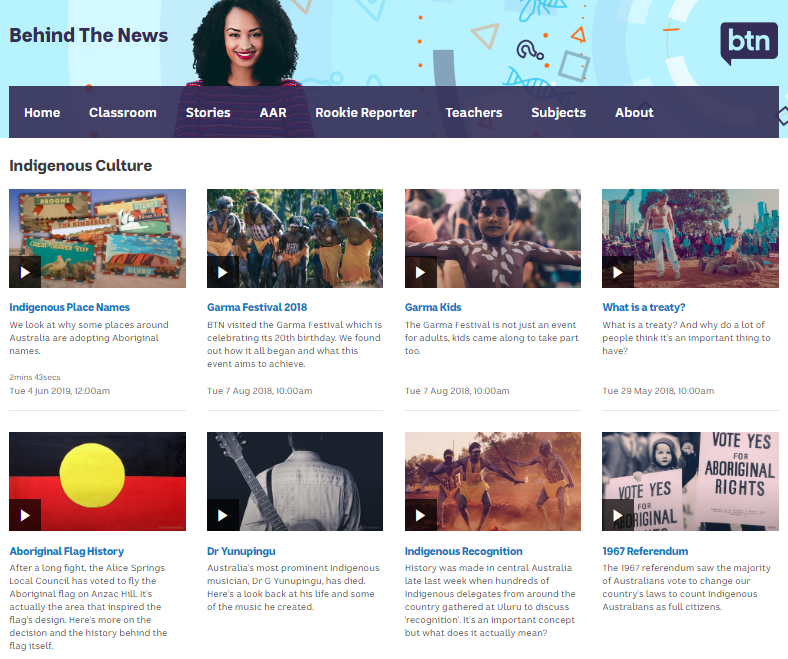 Behind The News
btn
Home Classroom Stories AAR Rookie Reporter Teachers Subjects About
Indigenous Culture
BROOME
THE KIMBERLEY
GREAT BARRIER REEF
ULURU
Indigenous Place Names
We look at why some places around
Australia are adopting Aboriginal
names.
2mins 43secs
Tue 4 Jun 2019, 12:00am
Garma Festival 2018
BTN visited the Garma Festival which is
celebrating its 20th birthday. We found
out how it all began and what this
event aims to achieve.
Tue 7 Aug 2018, 10:00am
Garma Kids
The Garma Festival is not just an event
for adults, kids came along to take part
too.
Tue 7 Aug 2018, 10:00am
What is a treaty?
What is a treaty? And why do a lot of
people think it's an important thing to
have?
Tue 29 May 2018, 10:00am
Aboriginal Flag History
After a long fight, the Alice Springs
Local Council has voted to fly the
Aboriginal flag on Anzac Hill. It's
actually the area that inspired the
flag's design. Here's more on the
decision and the history behind the
flag itself.
Dr Yunupingu
Australia's most prominent Indigenous
musician, Dr G Yunupingu, has died.
Here's a look back at his life and some
of the music he created.
Indigenous Recognition
History was made in central Australia
late last week when hundreds of
Indigenous delegates from around the
country gathered at Uluru to discuss
'recognition'. It's an important concept
but what does it actually mean?
VOTE YES
FOR
ABORIGINAL
VOTE YES
FOR
ABORIGINAL
RIGHTS
1967 Referendum
The 1967 referendum saw the majority
of Australians vote to change our
country's laws to count Indigenous
Australians as full citizens.